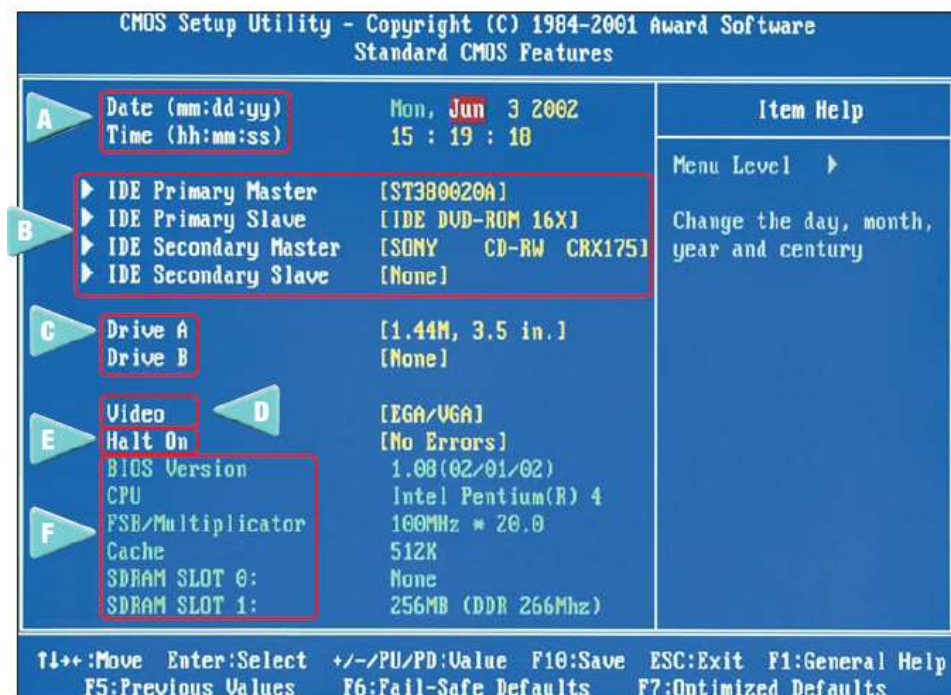 CMOS Setup Utility - Copyright (C) 1984-2001 Award Software
Standard CMOS Features
A
Date (mm:dd:yy) Mon, Jun 3 2002
Time (hh:mm:ss) 15 : 19 : 18
B
IDE Primary Master [ST380020A]
IDE Primary Slave [IDE DVD-ROM 16X]
IDE Secondary Master [SONY CD-RW CRX175]
IDE Secondary Slave [None]
C
Drive A [1.44M, 3.5 in.]
Drive B [None]
D
Video [EGA/VGA]
E
Halt On [No Errors]
F
BIOS Version 1.08(02/01/02)
CPU Intel Pentium(R) 4
FSB/Multiplicator 100MHz * 20.0
Cache 512K
SDRAM SLOT 0: None
SDRAM SLOT 1: 256MB (DDR 266Mhz)
Item Help
Menu Level
Change the day, month,
year and century
↑↓→←:Move Enter:Select +/-/PU/PD:Value F10:Save ESC:Exit F1:General Help
F5:Previous Values F6:Fail-Safe Defaults F7:Optimized Defaults